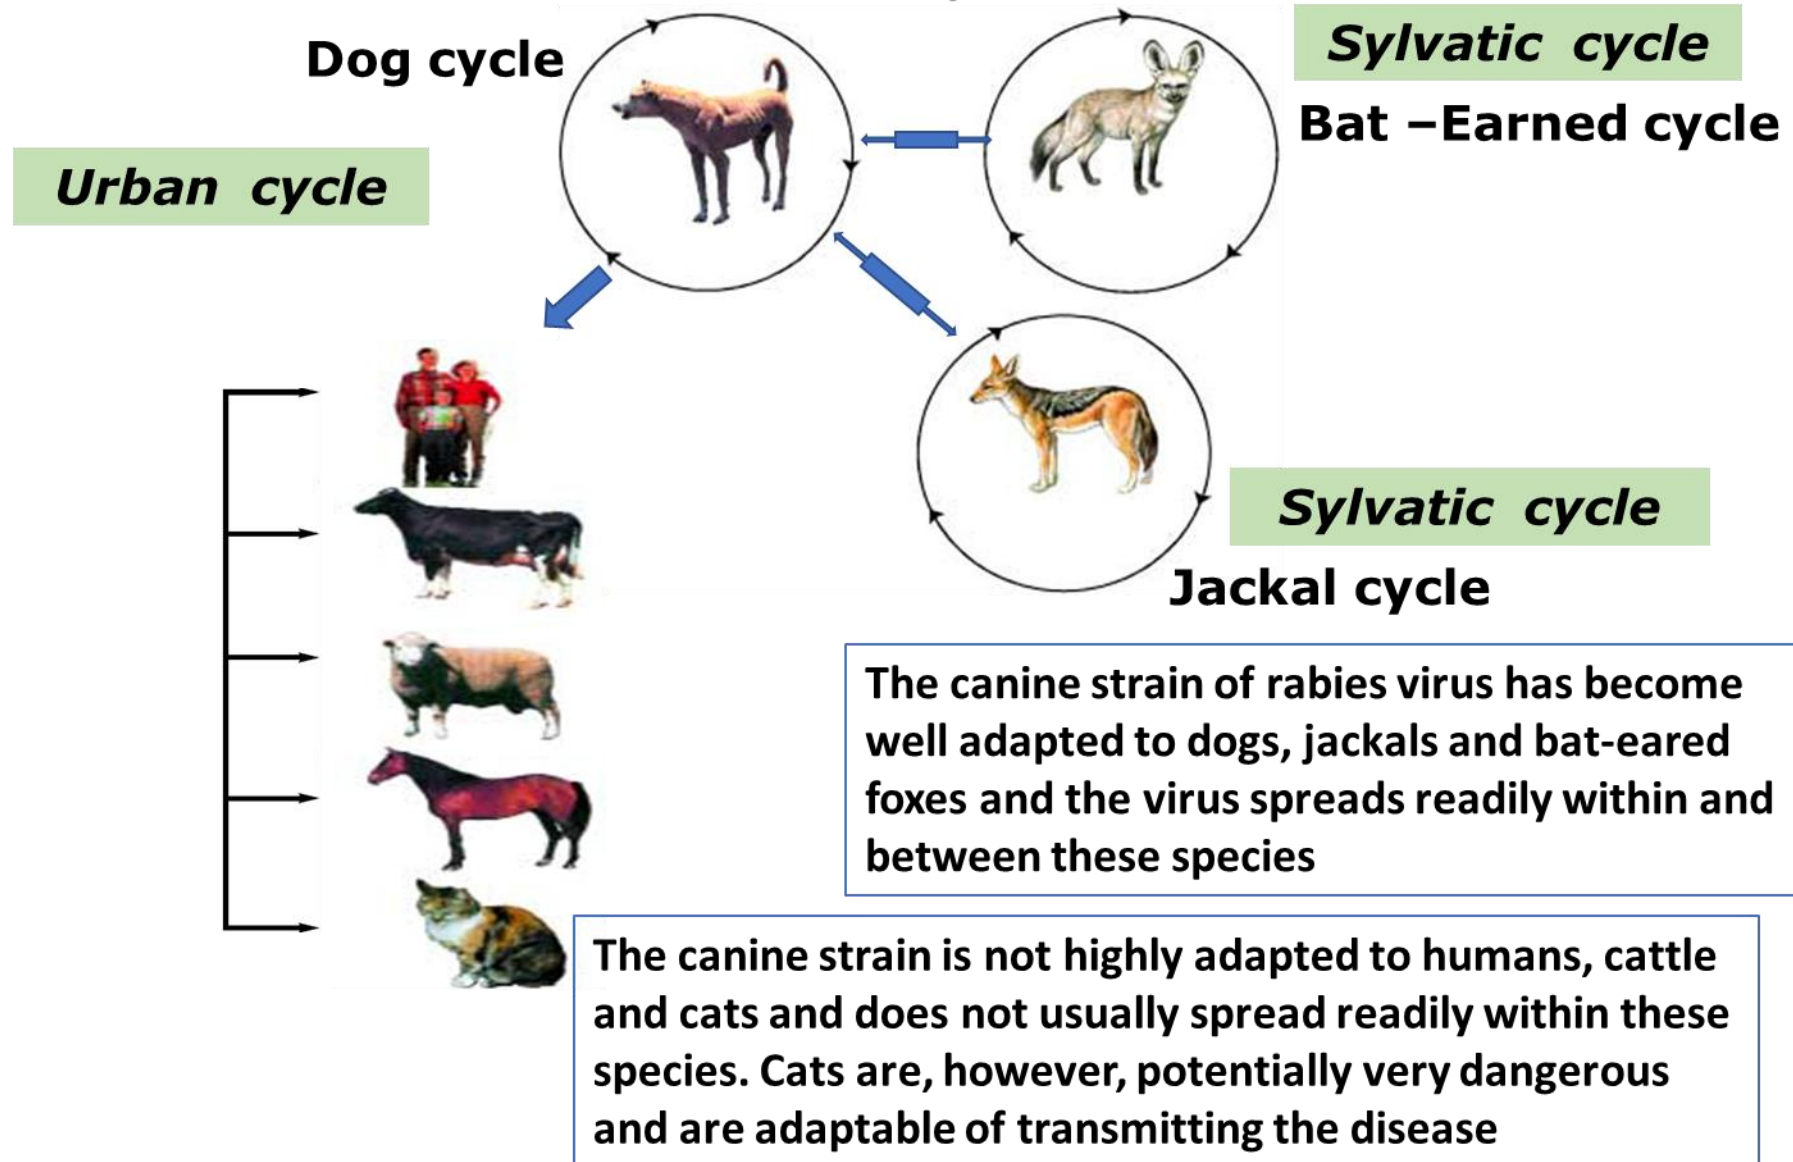 Dog cycle
Sylvatic cycle
Bat –Earned cycle
Urban cycle
Sylvatic cycle
Jackal cycle
The canine strain of rabies virus has become
well adapted to dogs, jackals and bat-eared
foxes and the virus spreads readily within and
between these species
The canine strain is not highly adapted to humans, cattle
and cats and does not usually spread readily within these
species. Cats are, however, potentially very dangerous
and are adaptable of transmitting the disease